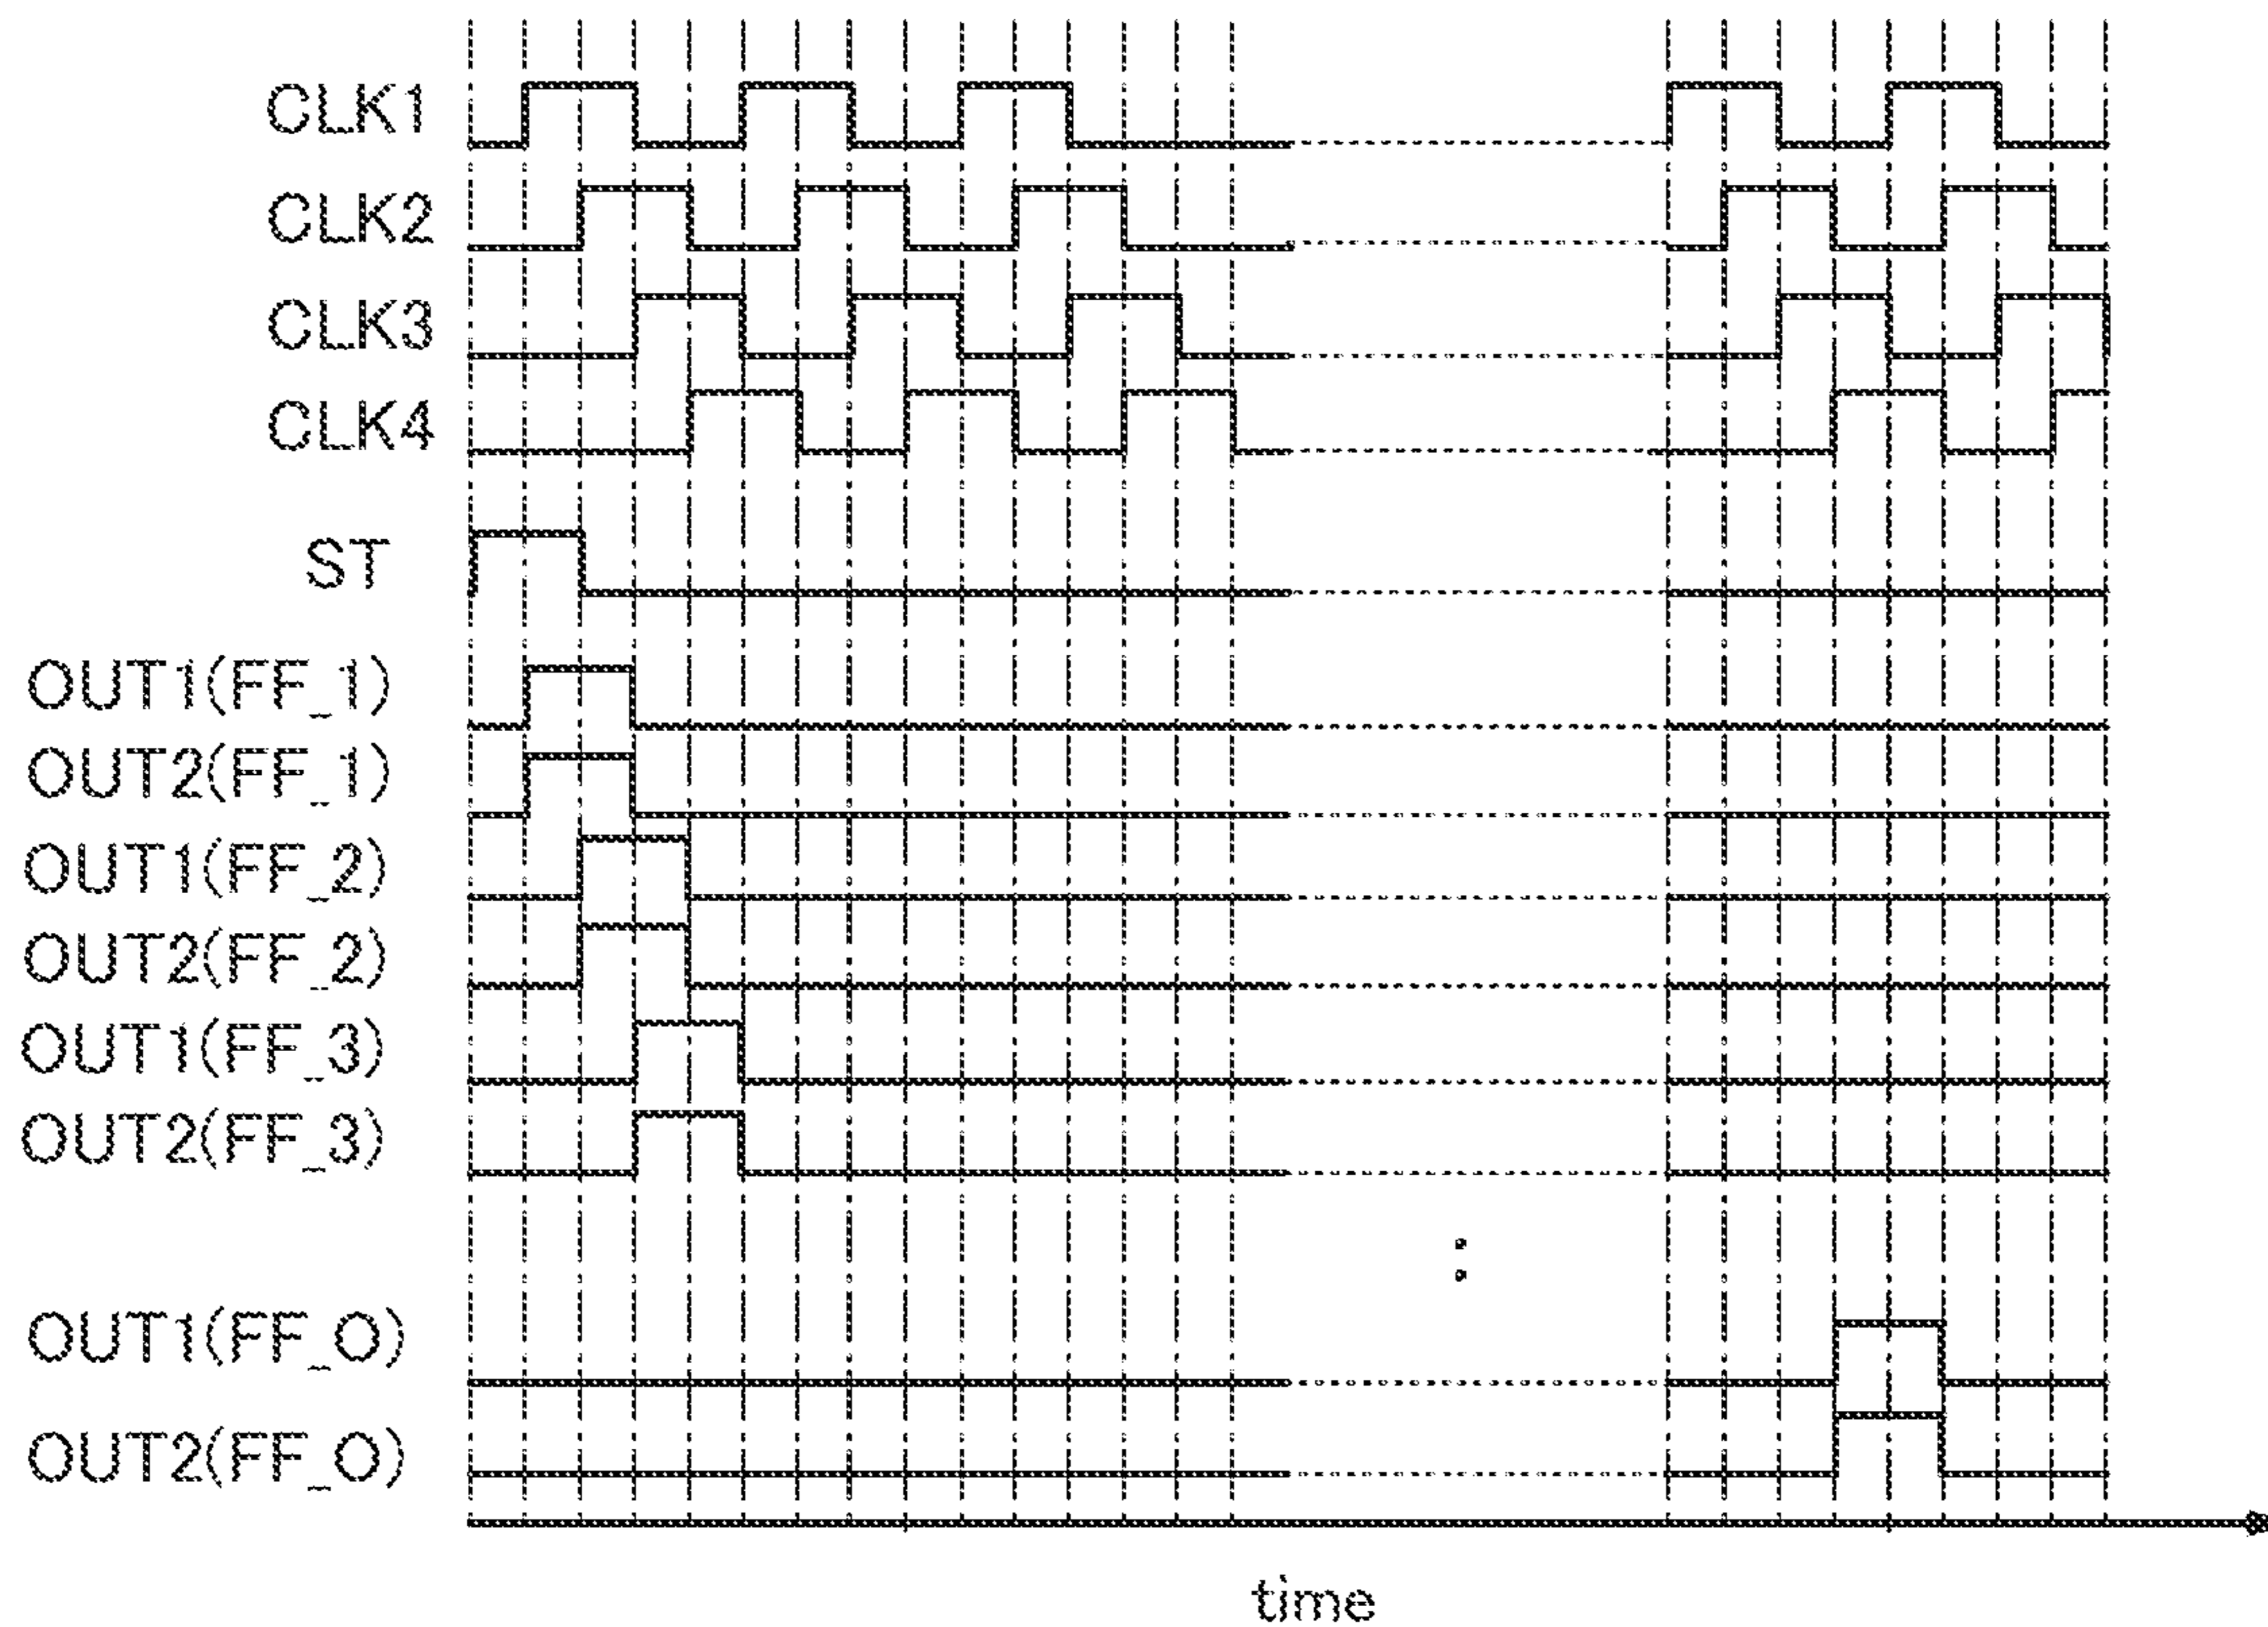 CLK1
CLK2
CLK3
CLK4
ST
OUT1(FF_1)
OUT2(FF_1)
OUT1(FF_2)
OUT2(FF_2)
OUT1(FF_3)
OUT2(FF_3)
OUT1(FF_O)
OUT2(FF_O)
time